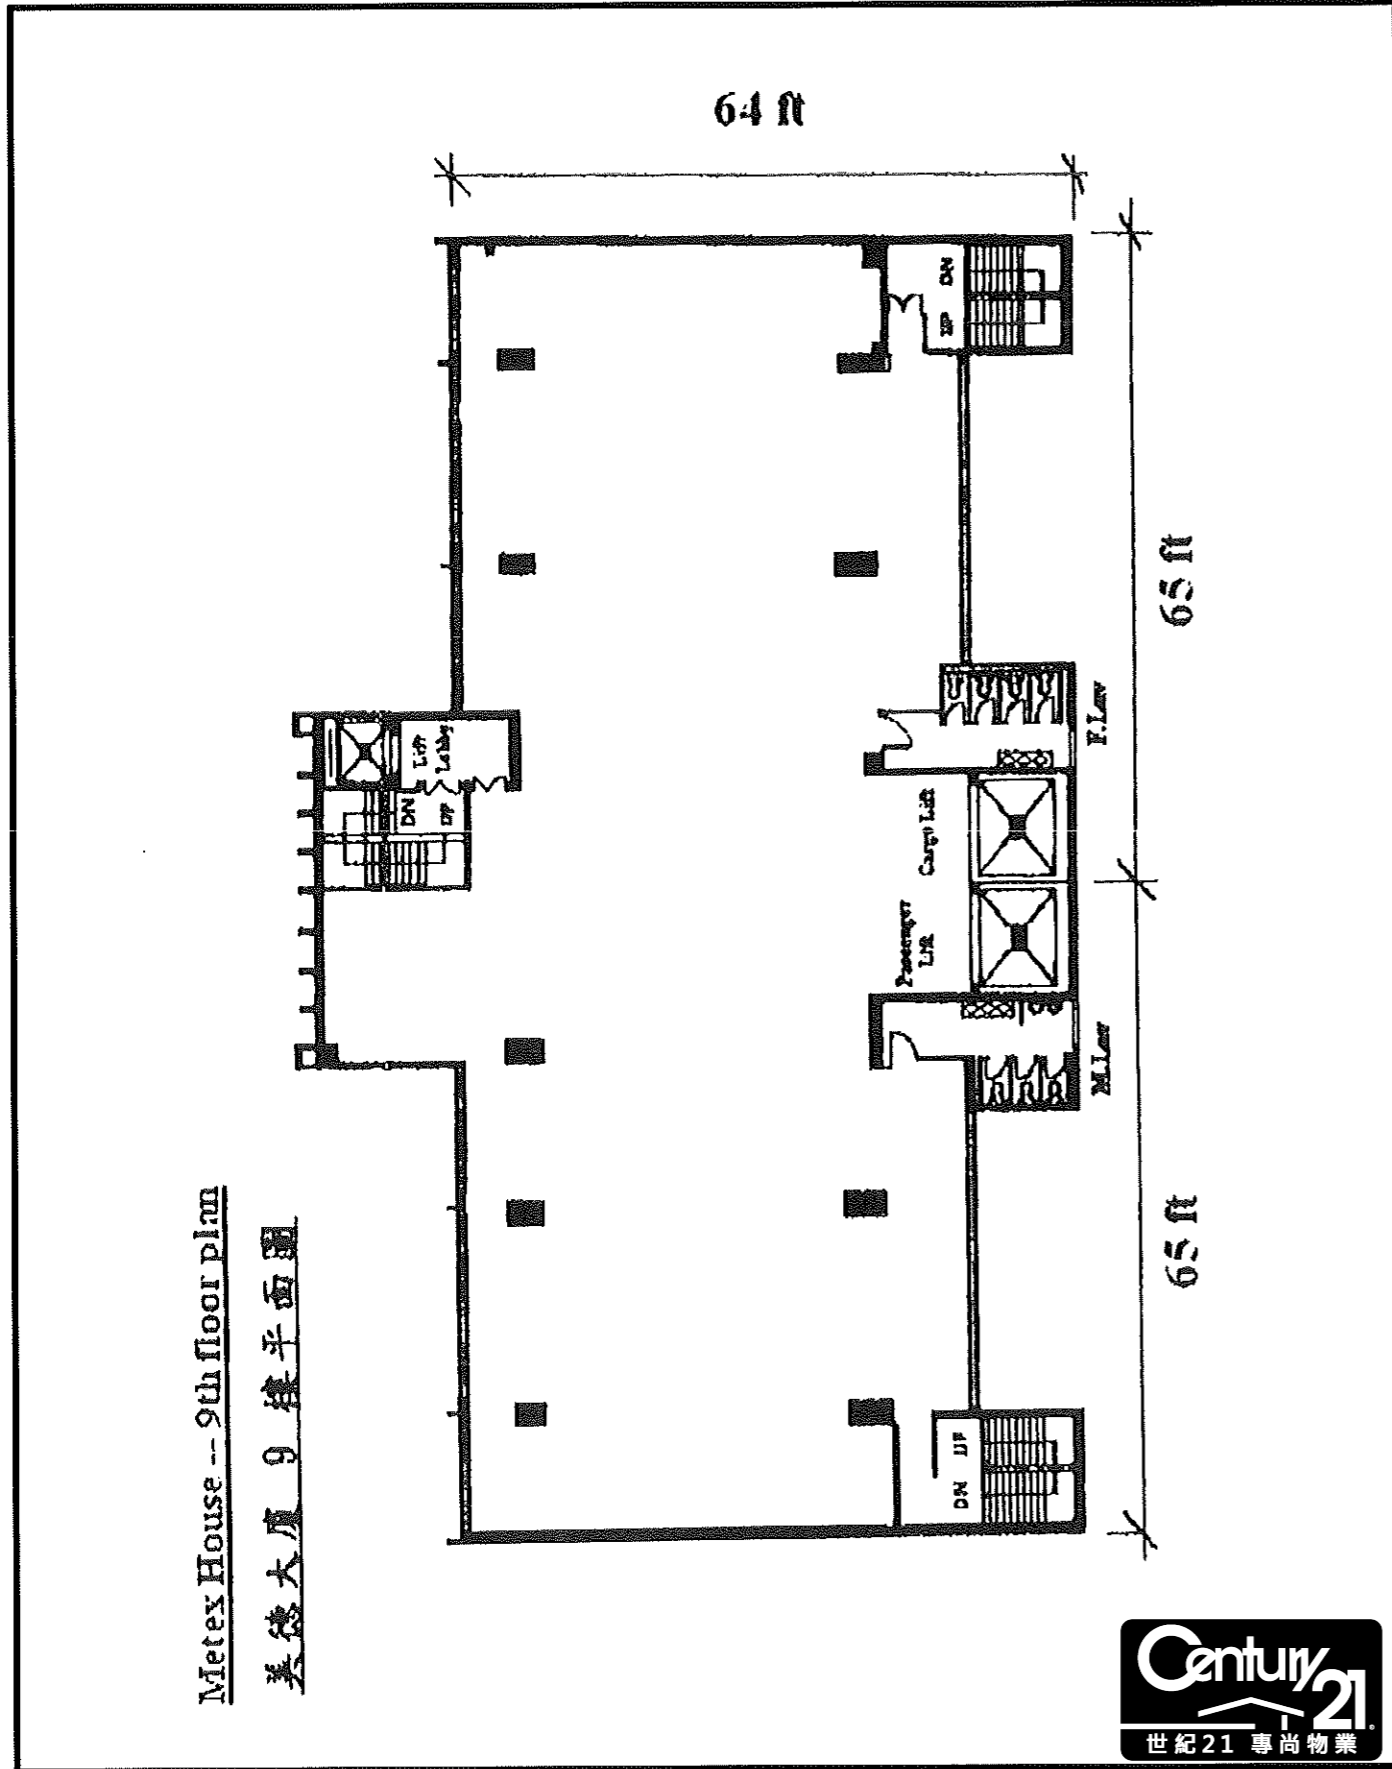 Metex House -- 9th floor plan
美德大廈 9 樓平面圖
64 ft
65 ft
65 ft
DN
UP
Lift
Lobby
DN
UP
F.Lav
Cargo Lift
Passenger
Lift
M.Lav
DN
UP
Century 21
世紀21 專尚物業